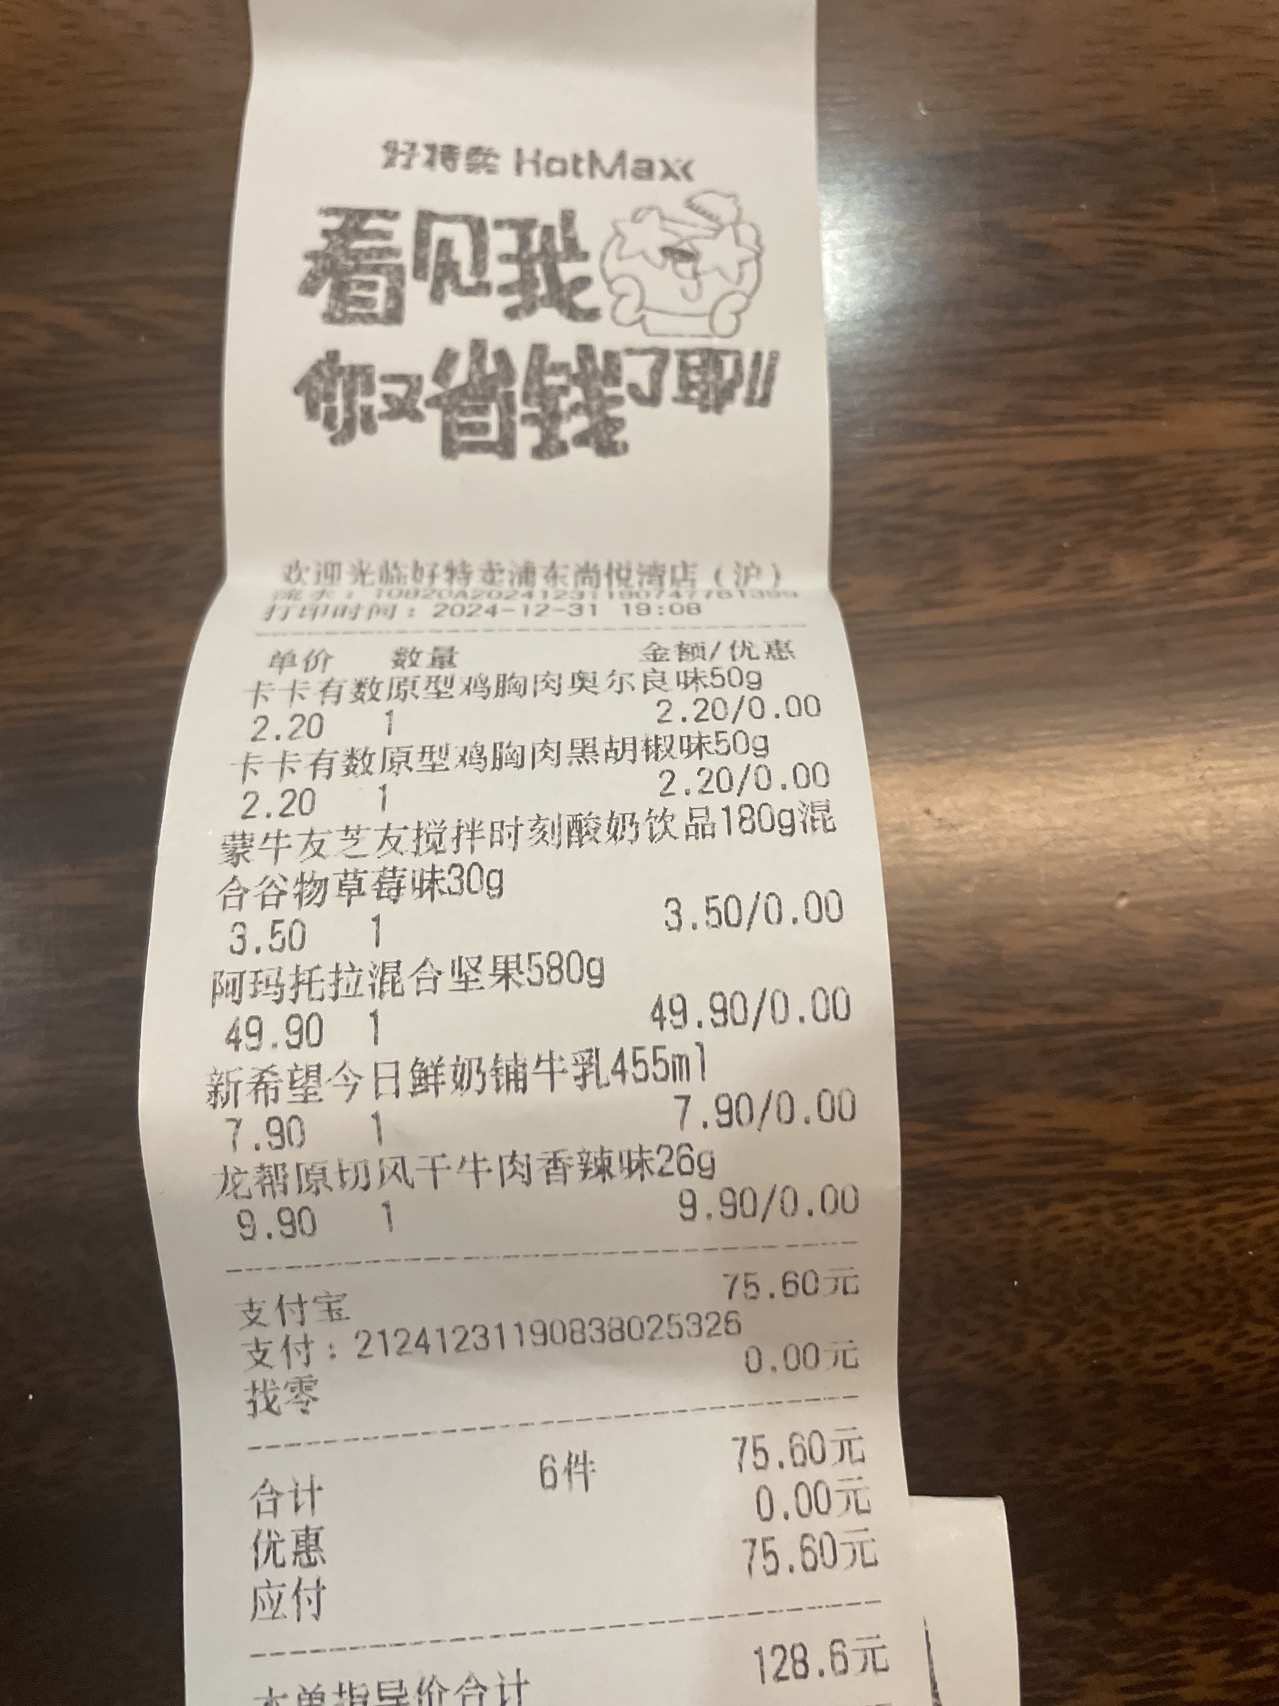 好特卖 HotMaxx
看见我
你又省钱了耶!!
欢迎光临好特卖浦东尚悦湾店（沪）
流水：10820A2024123119074776139
打印时间：2024-12-31 19:08
单价 数量 金额/优惠
卡卡有数原型鸡胸肉奥尔良味50g
2.20 1 2.20/0.00
卡卡有数原型鸡胸肉黑胡椒味50g
2.20 1 2.20/0.00
蒙牛友芝友搅拌时刻酸奶饮品180g混
合谷物草莓味30g
3.50 1 3.50/0.00
阿玛托拉混合坚果580g
49.90 1 49.90/0.00
新希望今日鲜奶铺牛乳455ml
7.90 1 7.90/0.00
龙帮原切风干牛肉香辣味26g
9.90 1 9.90/0.00
支付宝 75.60元
支付：21241231190838025326
找零 0.00元
合计 6件 75.60元
优惠 0.00元
应付 75.60元
本单指导价合计 128.6元